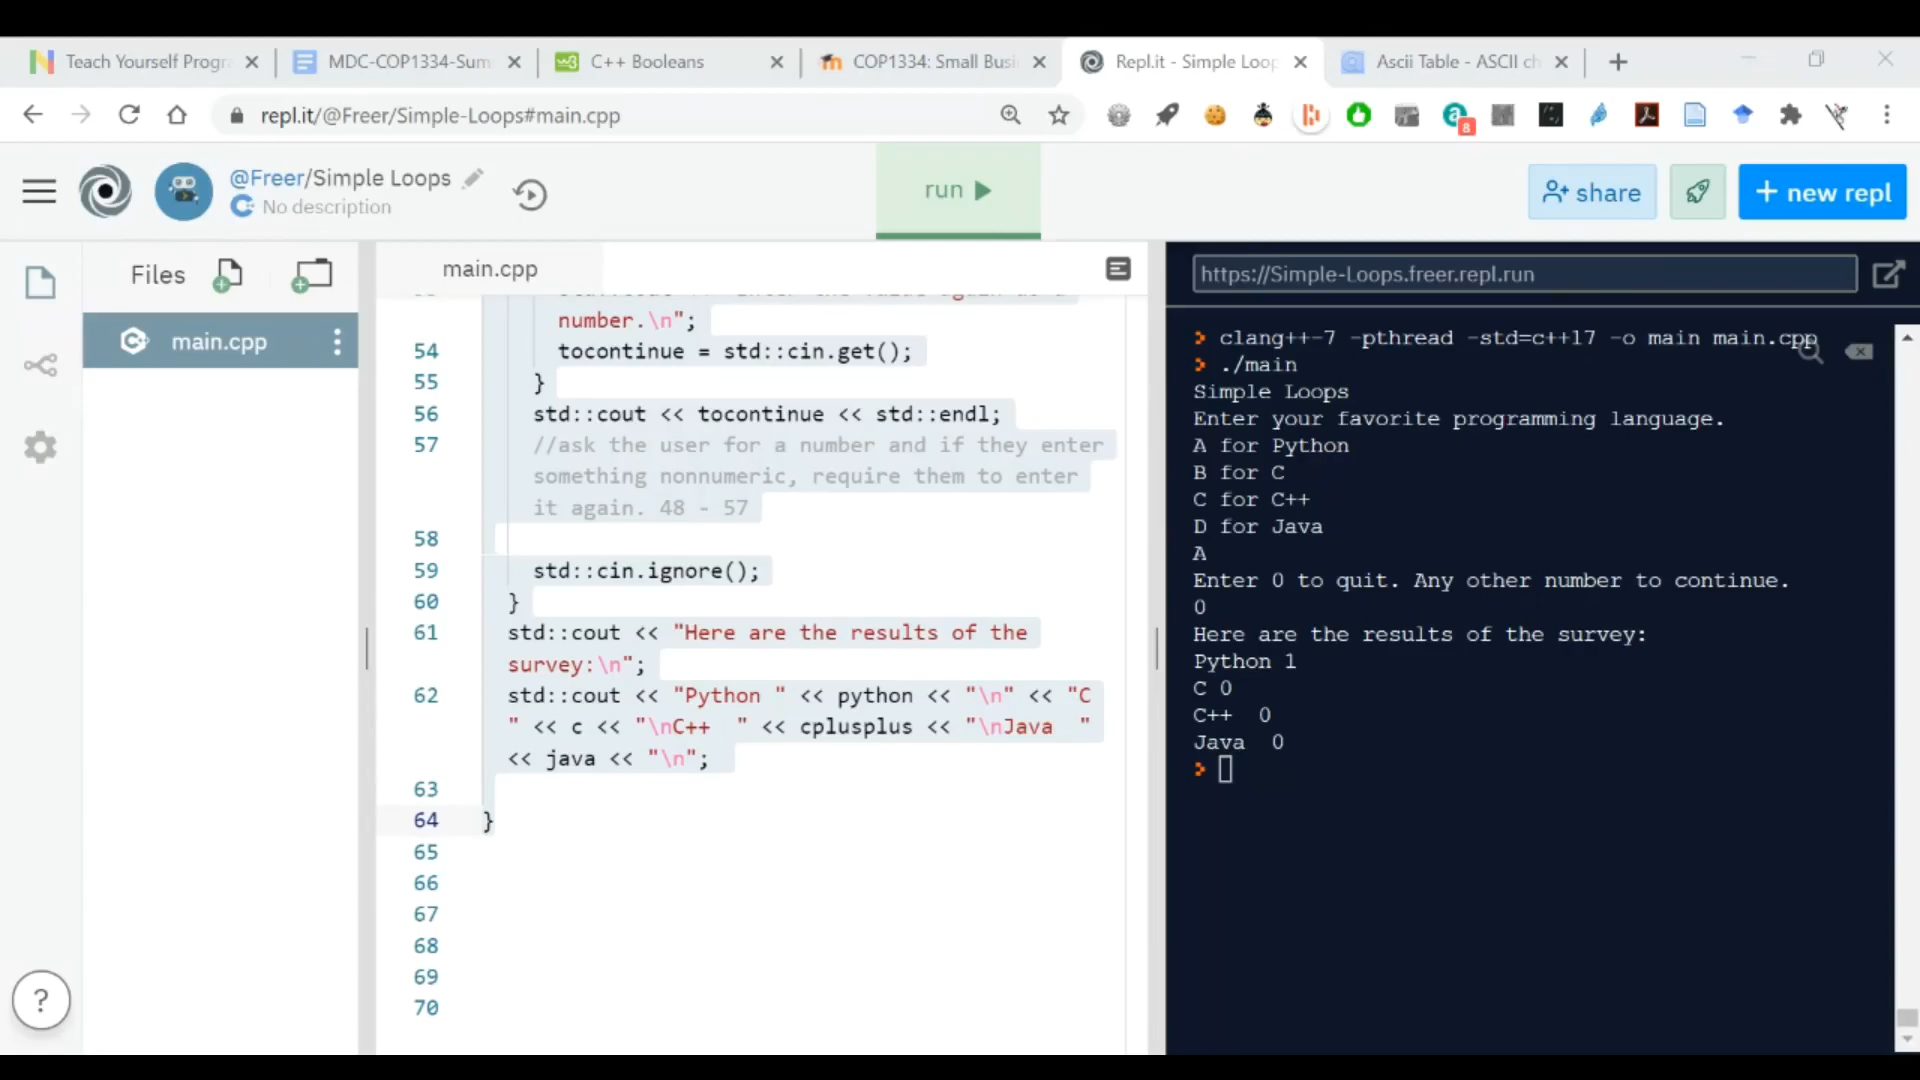 Teach Yourself Progr
MDC-COP1334-Sum
C++ Booleans
COP1334: Small Busi
Repl.it - Simple Loop
Ascii Table - ASCII ch
repl.it/@Freer/Simple-Loops#main.cpp
8
@Freer/Simple Loops
No description
run
share
+ new repl
Files
main.cpp
main.cpp
number.\n";
54 tocontinue = std::cin.get();
55 }
56 std::cout << tocontinue << std::endl;
57 //ask the user for a number and if they enter
something nonnumeric, require them to enter
it again. 48 - 57
58
59 std::cin.ignore();
60 }
61 std::cout << "Here are the results of the
survey:\n";
62 std::cout << "Python " << python << "\n" << "C
" << c << "\nC++  " << cplusplus << "\nJava  "
<< java << "\n";
63
64 }
65
66
67
68
69
70
?
https://Simple-Loops.freer.repl.run
> clang++-7 -pthread -std=c++17 -o main main.cpp
> ./main
Simple Loops
Enter your favorite programming language.
A for Python
B for C
C for C++
D for Java
A
Enter 0 to quit. Any other number to continue.
0
Here are the results of the survey:
Python 1
C 0
C++  0
Java  0
>